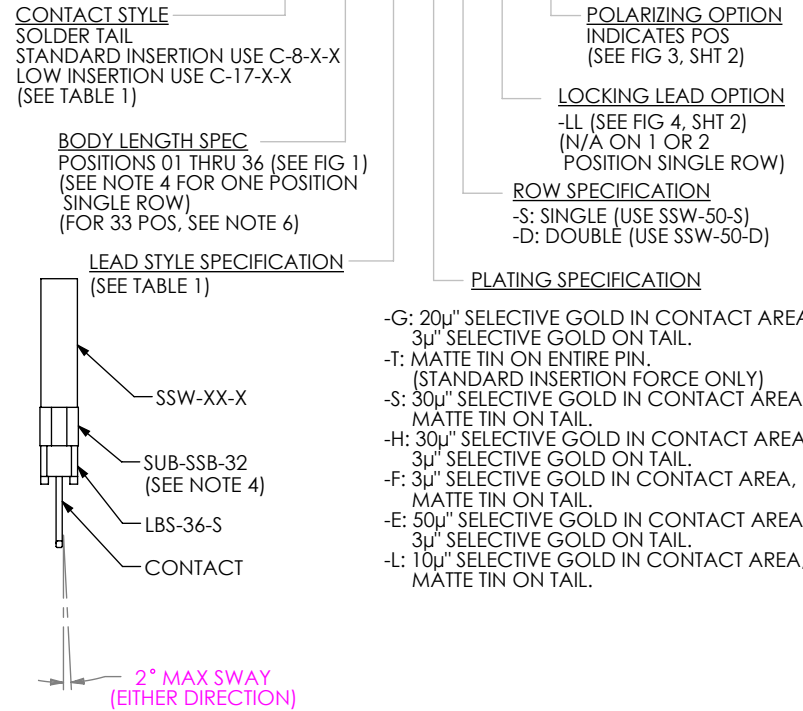 CONTACT STYLE
SOLDER TAIL
STANDARD INSERTION USE C-8-X-X
LOW INSERTION USE C-17-X-X
(SEE TABLE 1)
BODY LENGTH SPEC
POSITIONS 01 THRU 36 (SEE FIG 1)
(SEE NOTE 4 FOR ONE POSITION
SINGLE ROW)
(FOR 33 POS, SEE NOTE 6)
LEAD STYLE SPECIFICATION
(SEE TABLE 1)
POLARIZING OPTION
INDICATES POS
(SEE FIG 3, SHT 2)
LOCKING LEAD OPTION
-LL (SEE FIG 4, SHT 2)
(N/A ON 1 OR 2
POSITION SINGLE ROW)
ROW SPECIFICATION
-S: SINGLE (USE SSW-50-S)
-D: DOUBLE (USE SSW-50-D)
PLATING SPECIFICATION
-G: 20µ" SELECTIVE GOLD IN CONTACT AREA
3µ" SELECTIVE GOLD ON TAIL.
-T: MATTE TIN ON ENTIRE PIN.
(STANDARD INSERTION FORCE ONLY)
-S: 30µ" SELECTIVE GOLD IN CONTACT AREA
MATTE TIN ON TAIL.
-H: 30µ" SELECTIVE GOLD IN CONTACT AREA
3µ" SELECTIVE GOLD ON TAIL.
-F: 3µ" SELECTIVE GOLD IN CONTACT AREA,
MATTE TIN ON TAIL.
-E: 50µ" SELECTIVE GOLD IN CONTACT AREA
3µ" SELECTIVE GOLD ON TAIL.
-L: 10µ" SELECTIVE GOLD IN CONTACT AREA,
MATTE TIN ON TAIL.
SSW-XX-X
SUB-SSB-32
(SEE NOTE 4)
LBS-36-S
CONTACT
2° MAX SWAY
(EITHER DIRECTION)